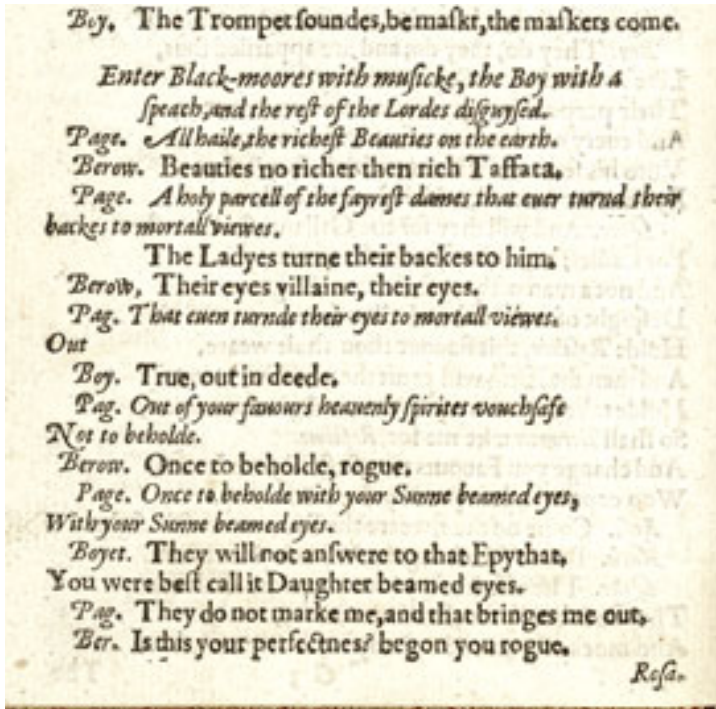 Boy. The Trompet ſoundes, be maſkt, the maſkers come.
Enter Black-moores with muſicke, the Boy with a
ſpeach, and the reſt of the Lordes diſguyſed.
Page. All haile, the richeſt Beauties on the earth.
Berow. Beauties no richer then rich Taffata.
Page. A holy parcell of the fayreſt dames that euer turnd their
backes to mortall viewes.
The Ladyes turne their backes to him.
Berow. Their eyes villaine, their eyes.
Pag. That euen turnde their eyes to mortall viewes.
Out
Boy. True, out in deede.
Pag. Out of your fauours heauenly ſpirites vouchſafe
Not to beholde.
Berow. Once to beholde, rogue.
Page. Once to beholde with your Sunne beamed eyes,
With your Sunne beamed eyes.
Boyet. They will not anſwere to that Epythat,
You were beſt call it Daughter beamed eyes.
Pag. They do not marke me, and that bringes me out.
Ber. Is this your perfectnes? begon you rogue.
Roſa.